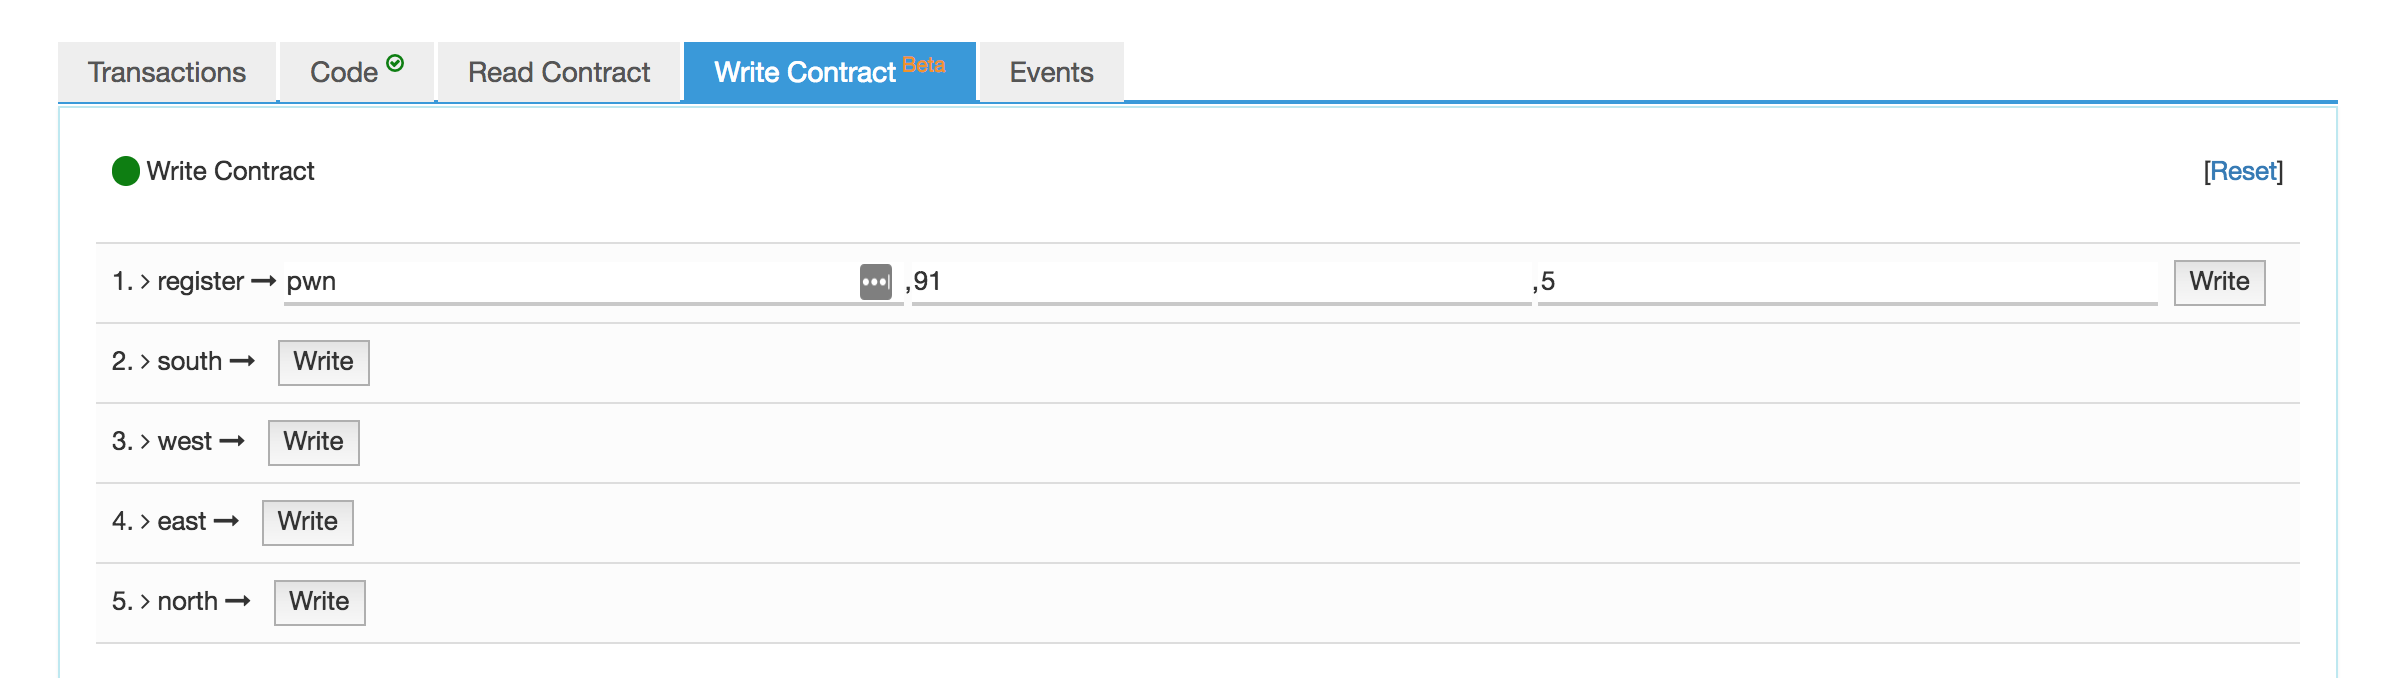 Transactions Code Read Contract Write Contract Beta Events
Write Contract [Reset]
1. > register → pwn ,91 ,5 Write
2. > south → Write
3. > west → Write
4. > east → Write
5. > north → Write